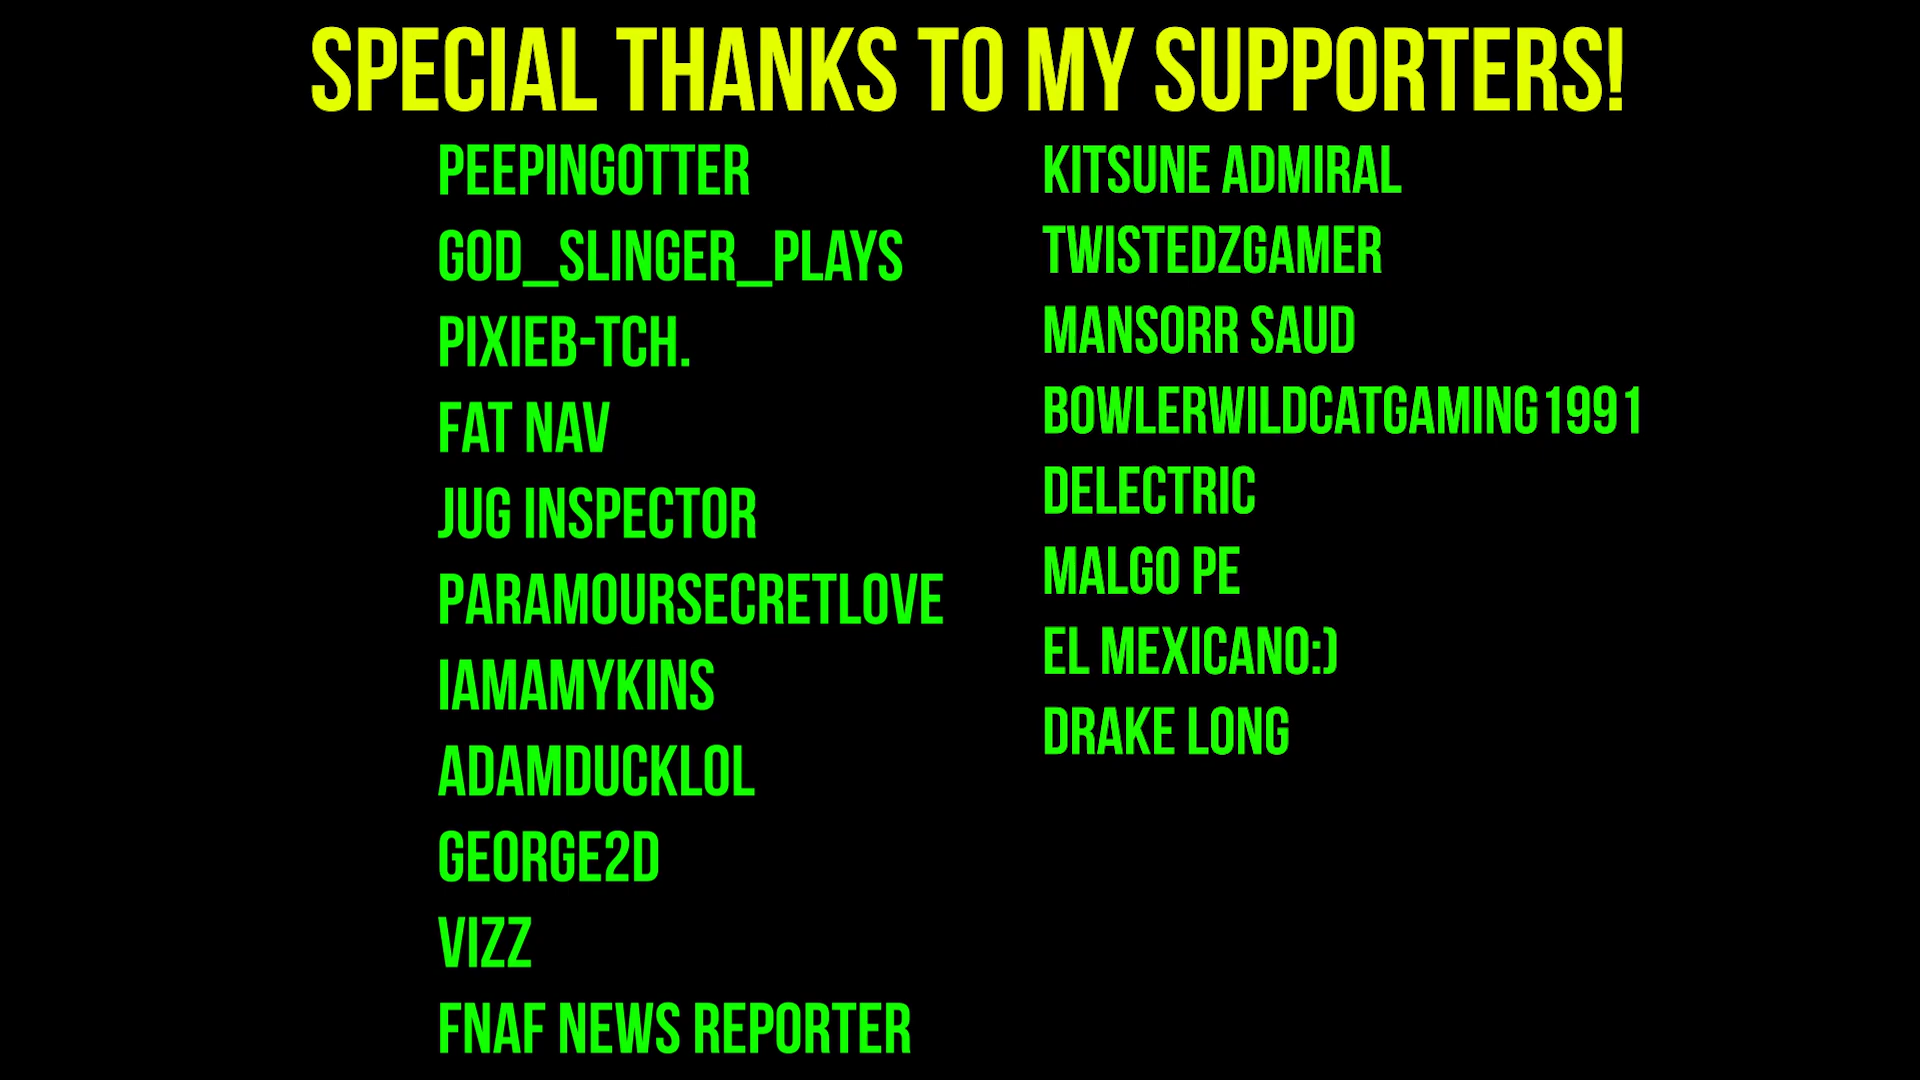 SPECIAL THANKS TO MY SUPPORTERS!
PEEPINGOTTER
GOD_SLINGER_PLAYS
PIXIEB-TCH.
FAT NAV
JUG INSPECTOR
PARAMOURSECRETLOVE
IAMAMYKINS
ADAMDUCKLOL
GEORGE2D
VIZZ
FNAF NEWS REPORTER
KITSUNE ADMIRAL
TWISTEDZGAMER
MANSORR SAUD
BOWLERWILDCATGAMING1991
DELECTRIC
MALGO PE
EL MEXICANO:)
DRAKE LONG